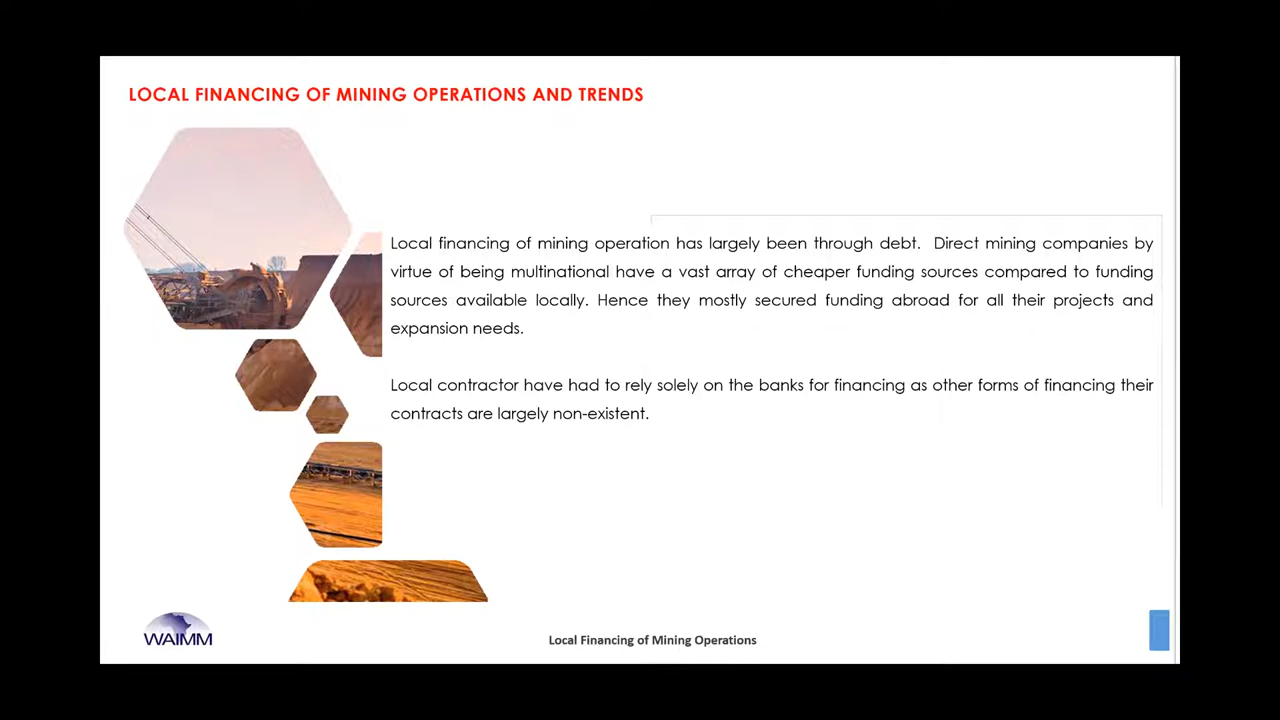 LOCAL FINANCING OF MINING OPERATIONS AND TRENDS
Local financing of mining operation has largely been through debt. Direct mining companies by
virtue of being multinational have a vast array of cheaper funding sources compared to funding
sources available locally. Hence they mostly secured funding abroad for all their projects and
expansion needs.
Local contractor have had to rely solely on the banks for financing as other forms of financing their
contracts are largely non-existent.
WAIMM
Local Financing of Mining Operations